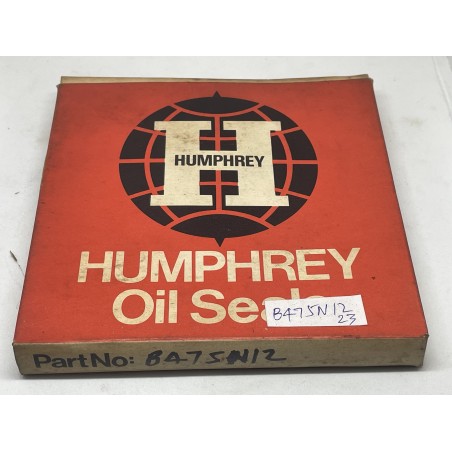 H
HUMPHREY
HUMPHREY
Oil Seals
B475N12
23
Part No: B475N12